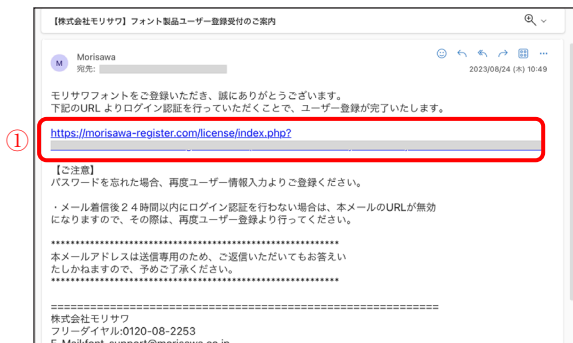 【株式会社モリサワ】フォント製品ユーザー登録受付のご案内
M
Morisawa
宛先:
2023/08/24 (木) 10:49
モリサワフォントをご登録いただき、誠にありがとうございます。
下記のURL よりログイン認証を行っていただくことで、ユーザー登録が完了いたします。
①
https://morisawa-register.com/license/index.php?
【ご注意】
パスワードを忘れた場合、再度ユーザー情報入力よりご登録ください。
・メール着信後２４時間以内にログイン認証を行わない場合は、本メールのURLが無効
になりますので、その際は、再度ユーザー登録より行ってください。
************************************************************
本メールアドレスは送信専用のため、ご返信いただいてもお答えい
たしかねますので、予めご了承ください。
************************************************************
============================================================
株式会社モリサワ
フリーダイヤル:0120-08-2253
E-Mail:font-support@morisawa.co.jp